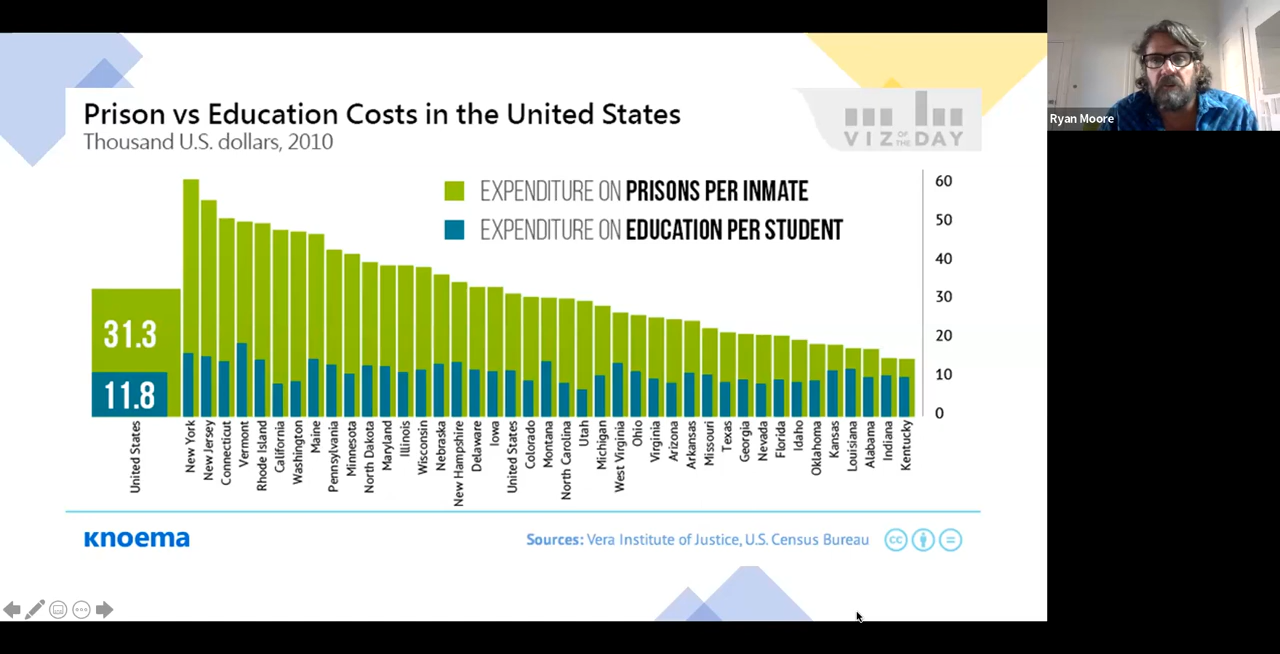 Prison vs Education Costs in the United States
Thousand U.S. dollars, 2010
VIZ OF THE DAY
Ryan Moore
EXPENDITURE ON PRISONS PER INMATE
EXPENDITURE ON EDUCATION PER STUDENT
60
50
40
30
20
10
0
31.3
11.8
United States
New York
New Jersey
Connecticut
Vermont
Rhode Island
California
Washington
Maine
Pennsylvania
Minnesota
North Dakota
Maryland
Illinois
Wisconsin
Nebraska
New Hampshire
Delaware
Iowa
United States
Colorado
Montana
North Carolina
Utah
Michigan
West Virginia
Ohio
Virginia
Arizona
Arkansas
Missouri
Texas
Georgia
Nevada
Florida
Idaho
Oklahoma
Kansas
Louisiana
Alabama
Indiana
Kentucky
кnoema
Sources: Vera Institute of Justice, U.S. Census Bureau
cc